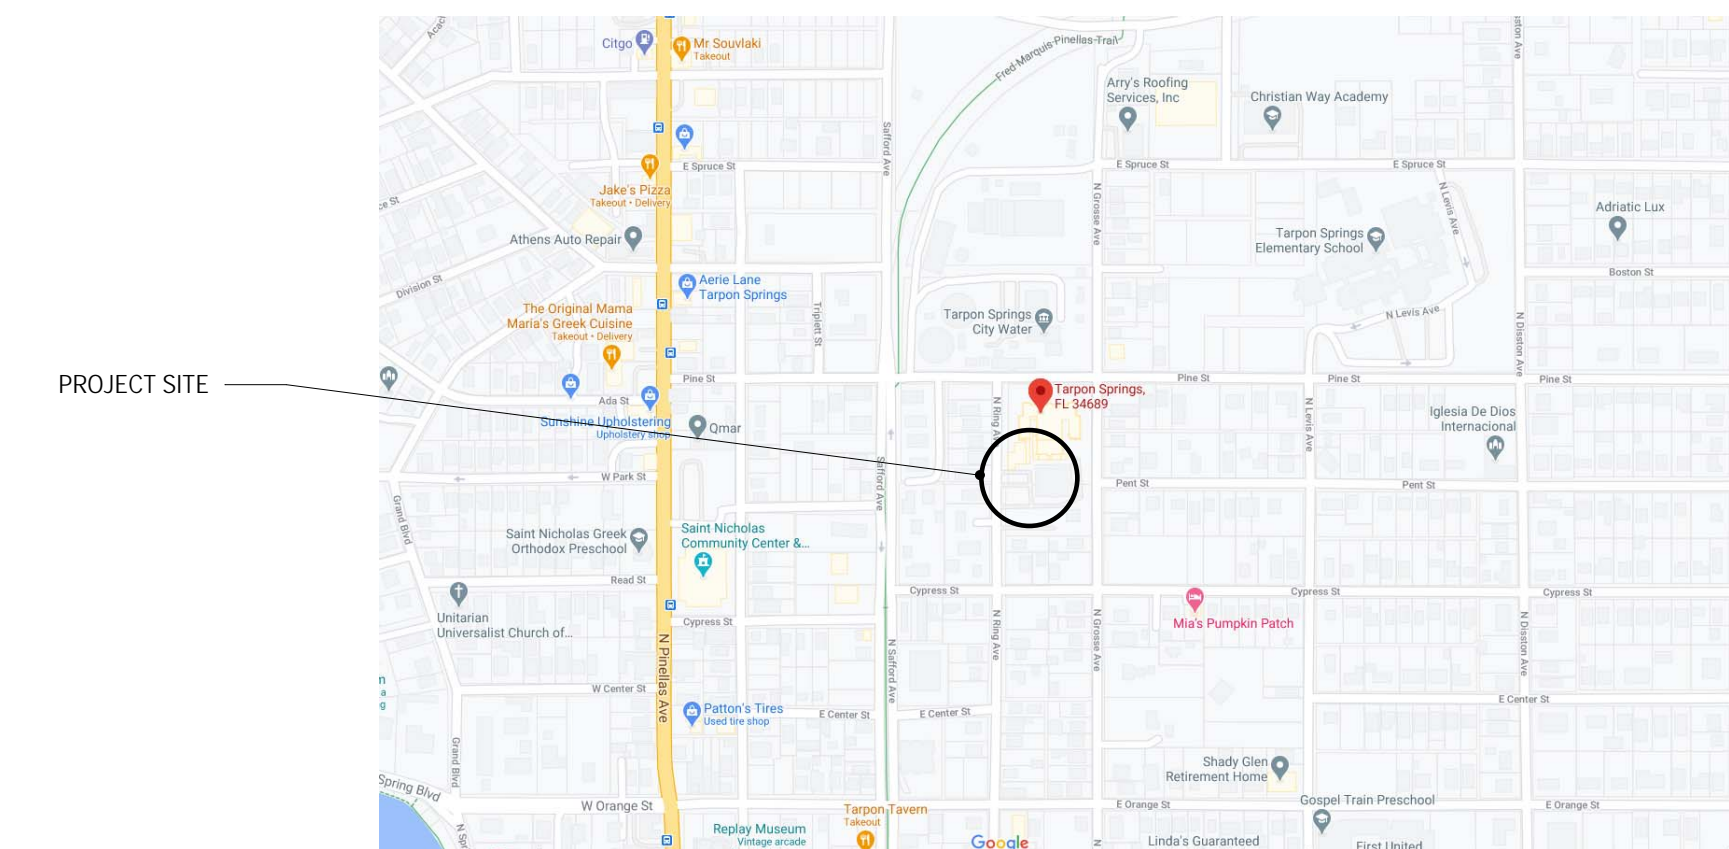 PROJECT SITE
Citgo
Mr Souvlaki
Takeout
Fred-Marquis-Pinellas-Trail
Arry's Roofing
Services, Inc
Christian Way Academy
Safford Ave
E Spruce St
E Spruce St
E Spruce St
Jake's Pizza
Takeout • Delivery
N Grosse Ave
N Levis Ave
Adriatic Lux
Athens Auto Repair
Tarpon Springs
Elementary School
Boston St
Division St
Aerie Lane
Tarpon Springs
The Original Mama
Maria's Greek Cuisine
Takeout • Delivery
Triplett St
Tarpon Springs
City Water
N Levis Ave
N Disston Ave
Pine St
Pine St
Pine St
Pine St
Ada St
Tarpon Springs,
FL 34689
N Ring Ave
N Levis Ave
Iglesia De Dios
Internacional
Sunshine Upholstering
Upholstery shop
Qmar
Safford Ave
W Park St
Pent St
Pent St
Grand Blvd
Saint Nicholas Greek
Orthodox Preschool
Saint Nicholas
Community Center &...
Read St
Cypress St
Cypress St
Cypress St
Cypress St
Unitarian
Universalist Church of...
Mia's Pumpkin Patch
N Pinellas Ave
N Safford Ave
N Ring Ave
N Grosse Ave
N Disston Ave
W Center St
E Center St
E Center St
E Center St
Patton's Tires
Used tire shop
Grand Blvd
Shady Glen
Retirement Home
Spring Blvd
W Orange St
Tarpon Tavern
Takeout
E Orange St
E Orange St
Gospel Train Preschool
Replay Museum
Vintage arcade
Google
Linda's Guaranteed
First United